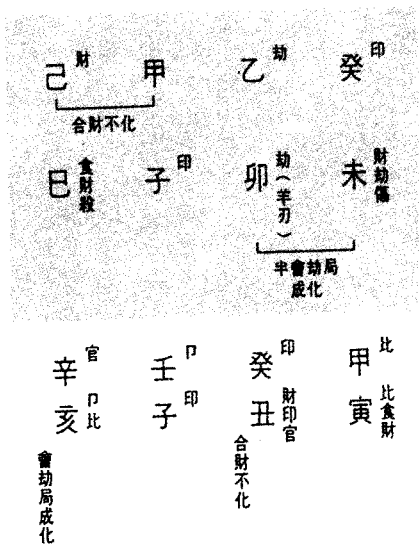 癸 印
乙 劫
甲
己 財
合財不化
未 財劫傷
卯 劫（羊刃）
子 印
巳 食財殺
半會劫局
成化
甲 比
癸 印
壬 卩
辛 官
寅 比食財
丑 財印官
子 印
亥 卩比
合財不化
會劫局成化